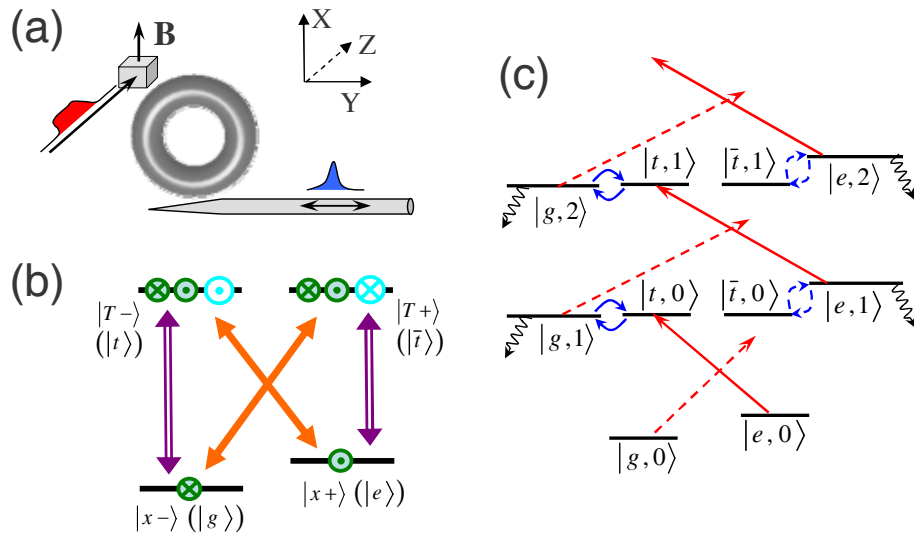 (a)
B
X
Z
Y
(b)
|T−⟩
(|t⟩)
|T+⟩
(|t̄⟩)
|x−⟩ (|g⟩)
|x+⟩ (|e⟩)
(c)
|t, 1⟩
|t̄, 1⟩
|g, 2⟩
|e, 2⟩
|t, 0⟩
|t̄, 0⟩
|g, 1⟩
|e, 1⟩
|g, 0⟩
|e, 0⟩